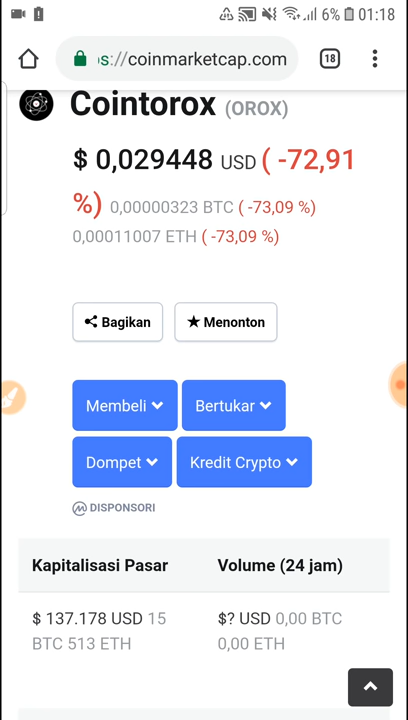 6% 01:18
s://coinmarketcap.com 18
Cointorox (OROX)
$ 0,029448 USD ( -72,91
%) 0,00000323 BTC ( -73,09 %)
0,00011007 ETH ( -73,09 %)
Bagikan Menonton
Membeli Bertukar
Dompet Kredit Crypto
DISPONSORI
Kapitalisasi Pasar Volume (24 jam)
$ 137.178 USD 15 $? USD 0,00 BTC
BTC 513 ETH 0,00 ETH